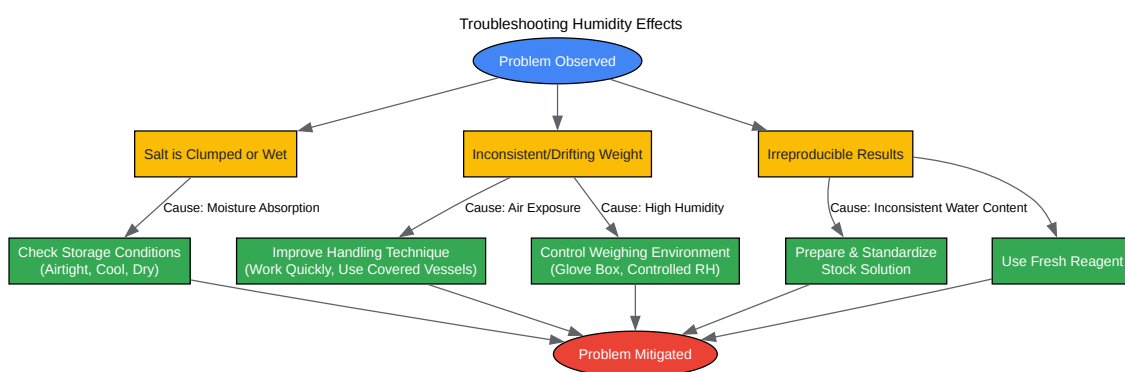 Troubleshooting Humidity Effects
Problem Observed
Salt is Clumped or Wet
Inconsistent/Drifting Weight
Irreproducible Results
Cause: Moisture Absorption
Cause: Air Exposure
Cause: High Humidity
Cause: Inconsistent Water Content
Check Storage Conditions
(Airtight, Cool, Dry)
Improve Handling Technique
(Work Quickly, Use Covered Vessels)
Control Weighing Environment
(Glove Box, Controlled RH)
Prepare & Standardize
Stock Solution
Use Fresh Reagent
Problem Mitigated